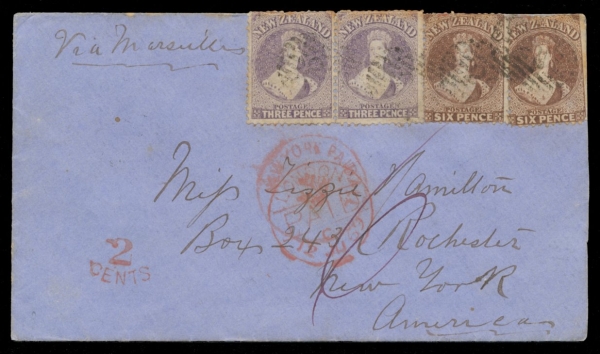 Via Marseilles
NEW ZEALAND NEW ZEALAND NEW ZEALAND NEW ZEALAND
POSTAGE POSTAGE POSTAGE POSTAGE
THREE PENCE THREE PENCE SIX PENCE SIX PENCE
Miss Lizzie Hamilton
Box 243 Rochester
New York
America
2
CENTS